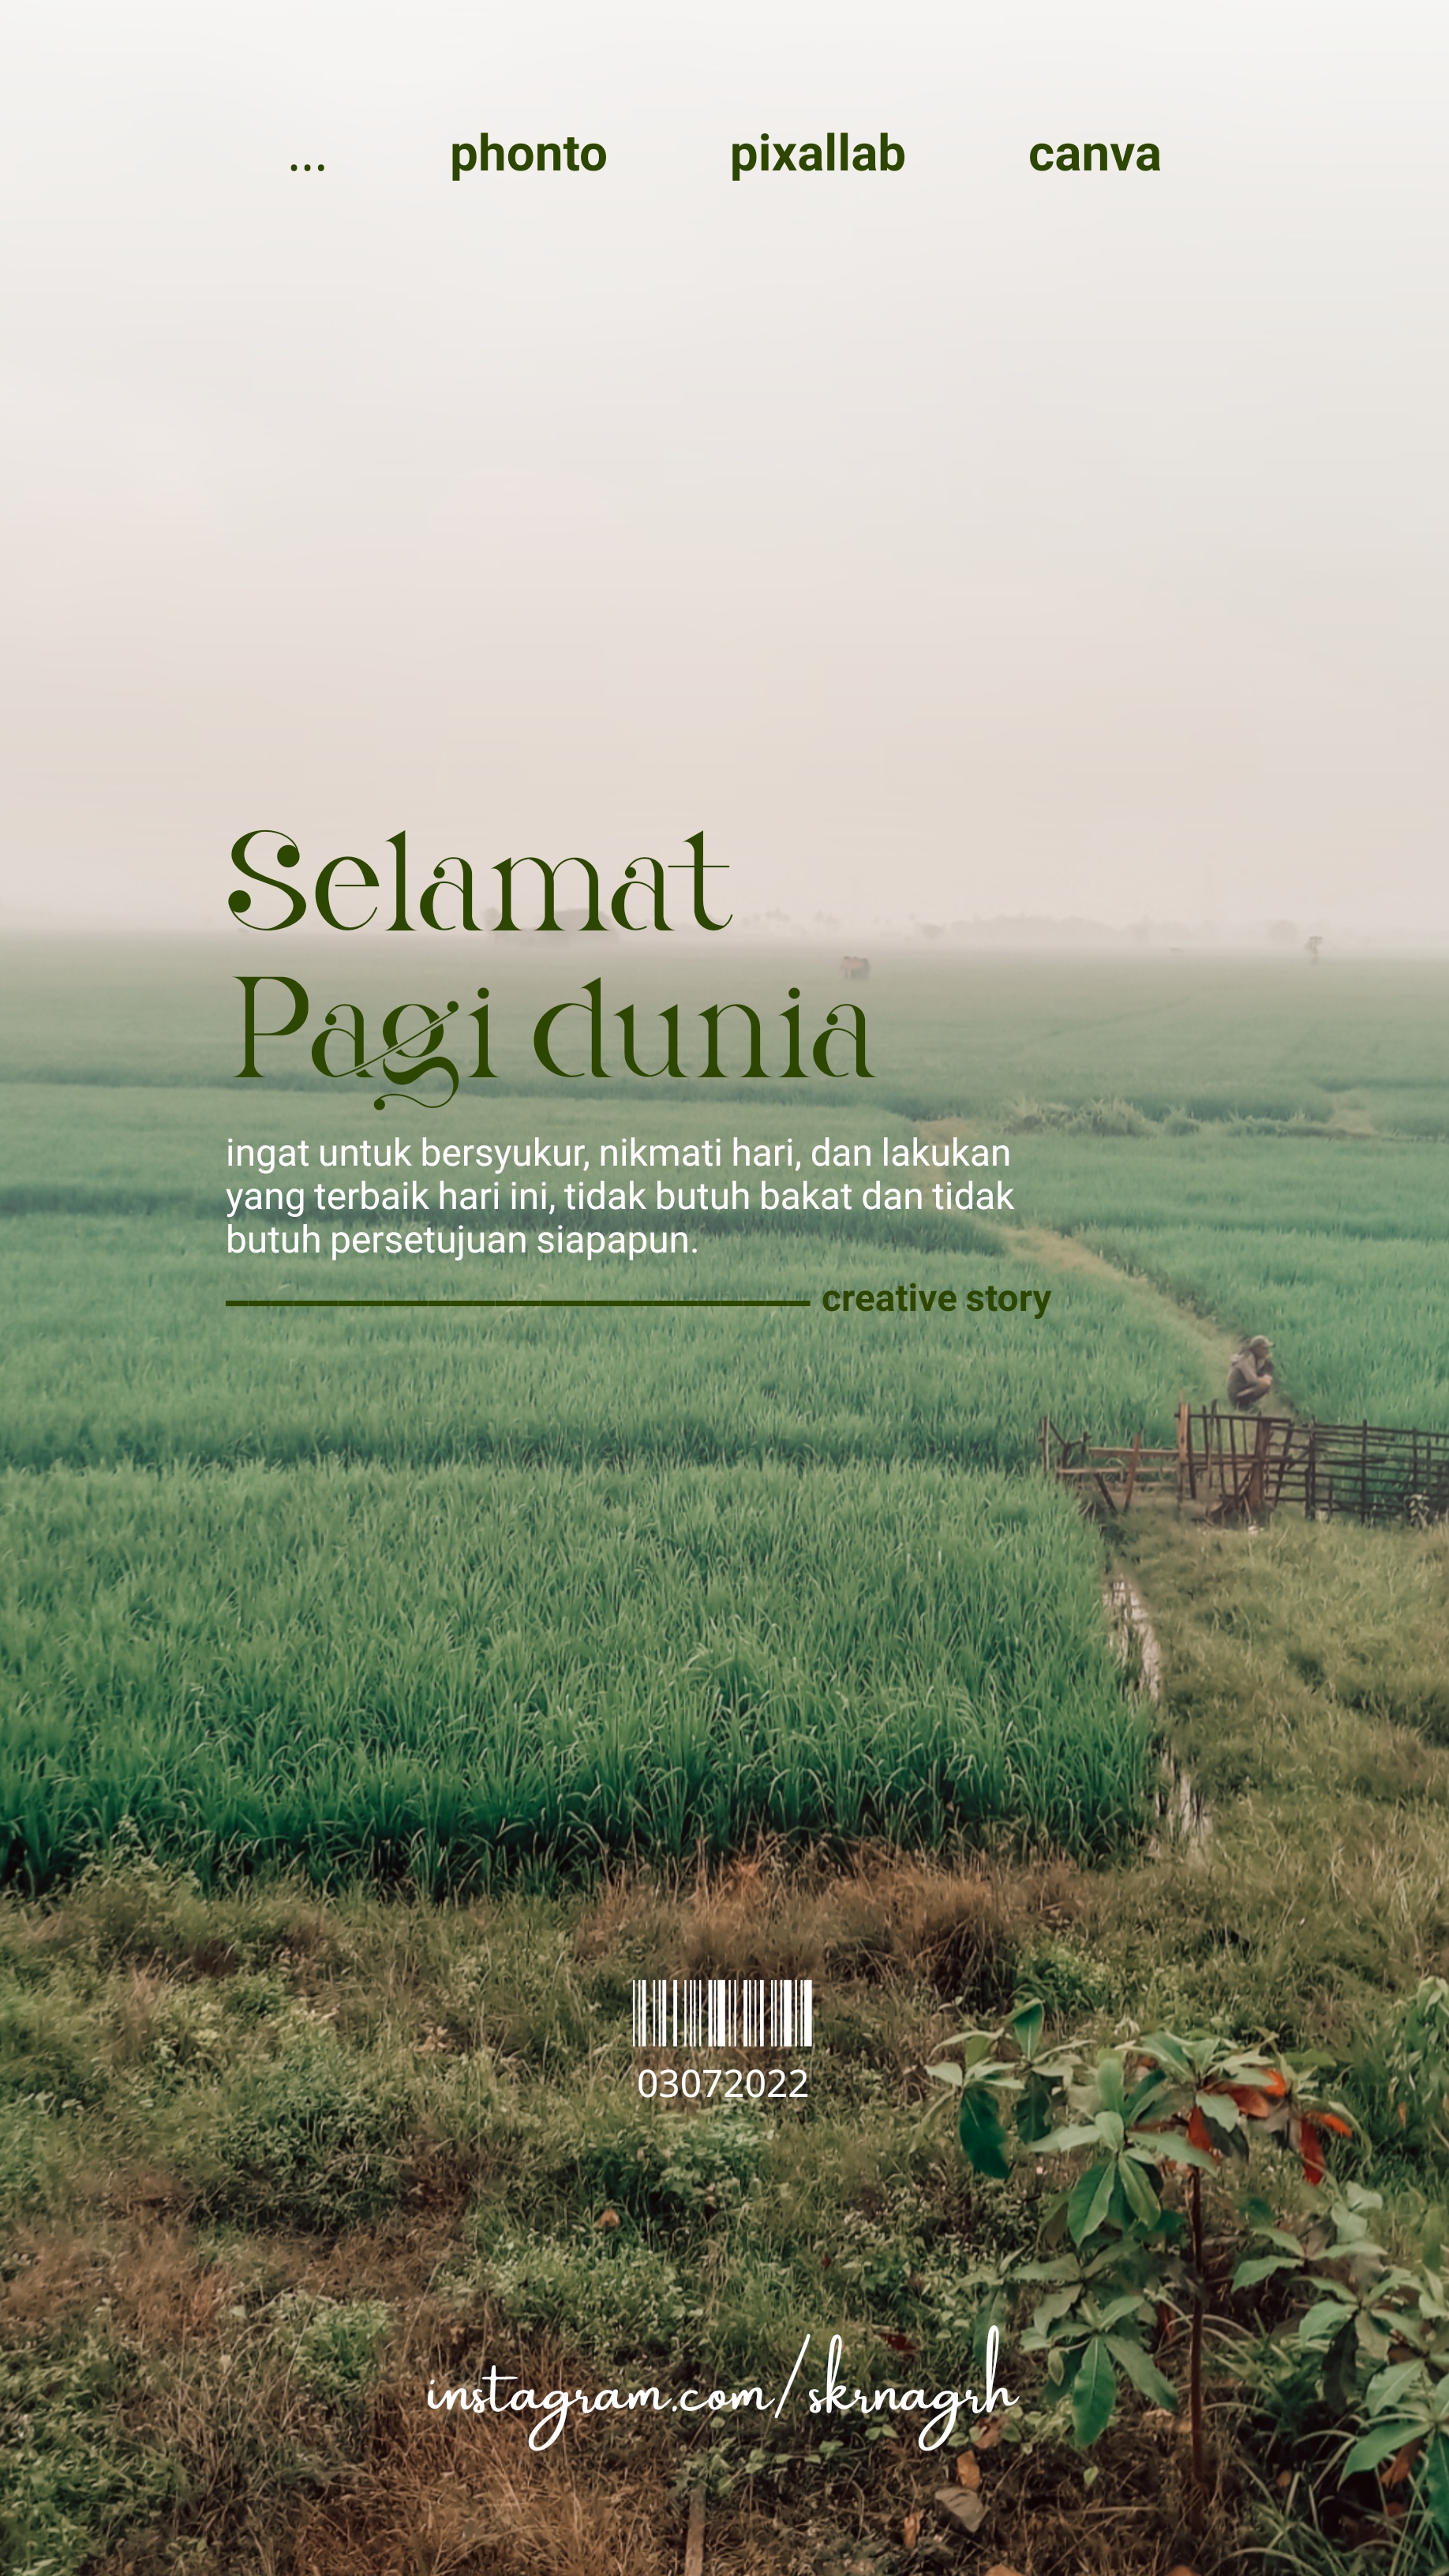 ... phonto pixallab canva
Selamat
Pagi dunia
ingat untuk bersyukur, nikmati hari, dan lakukan
yang terbaik hari ini, tidak butuh bakat dan tidak
butuh persetujuan siapapun.
creative story
03072022
instagram.com/skrnagrh